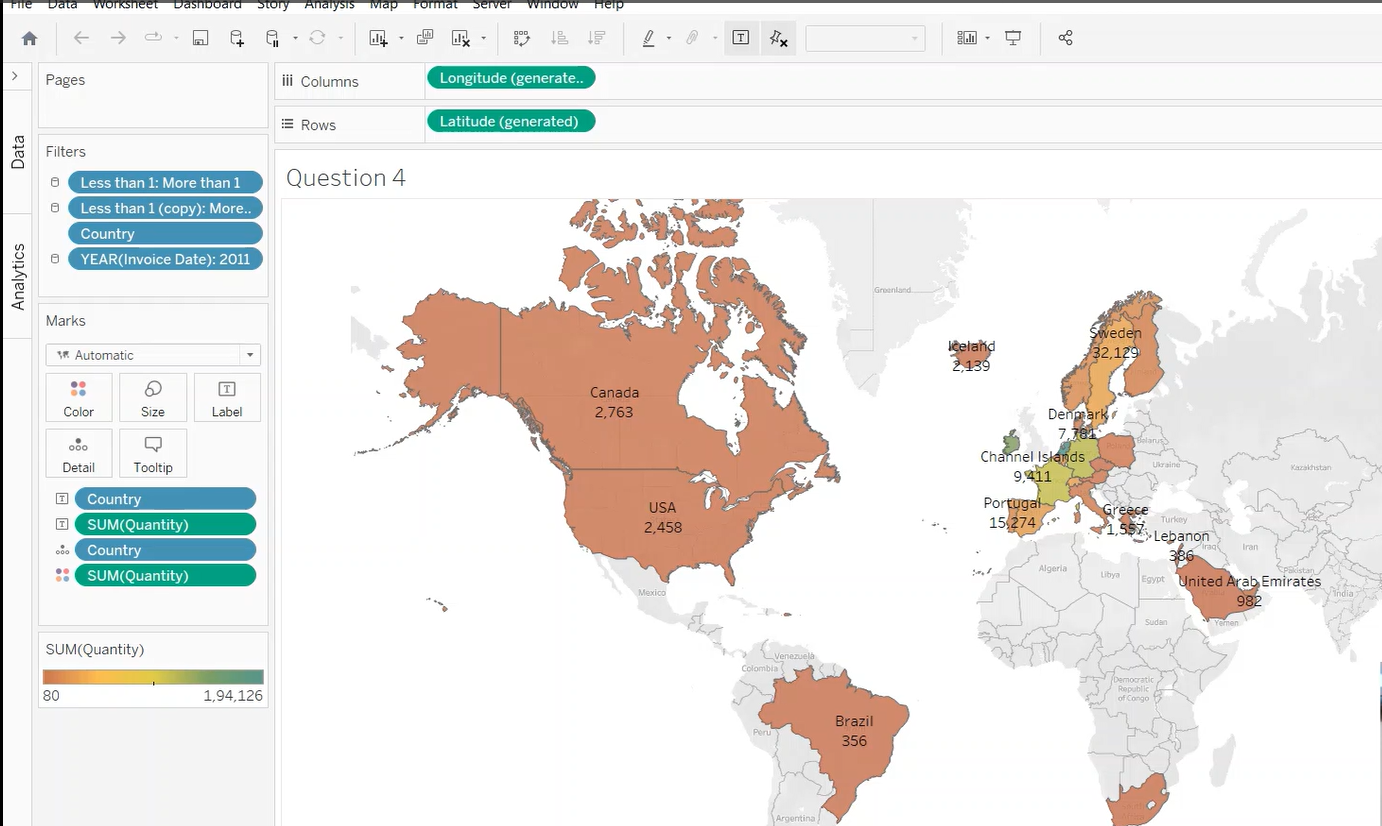 File Data Worksheet Dashboard Story Analysis Map Format Server Window Help
Pages
Columns
Longitude (generate..
Rows
Latitude (generated)
Data
Analytics
Filters
Less than 1: More than 1
Less than 1 (copy): More..
Country
YEAR(Invoice Date): 2011
Marks
Automatic
Color
Size
Label
Detail
Tooltip
Country
SUM(Quantity)
Country
SUM(Quantity)
SUM(Quantity)
80
1,94,126
Question 4
Greenland
Iceland
2,139
Sweden
32,129
Canada
2,763
Denmark
7,781
Belarus
Channel Islands
9,411
Ukraine
Kazakhstan
USA
2,458
Portugal
15,274
Greece
1,557
Turkey
Lebanon
386
Iraq
Iran
Algeria
Libya
Egypt
Pakistan
United Arab Emirates
982
India
Mexico
Sudan
Yemen
Venezuela
Colombia
Democratic
Republic
of Congo
Brazil
356
Peru
Argentina